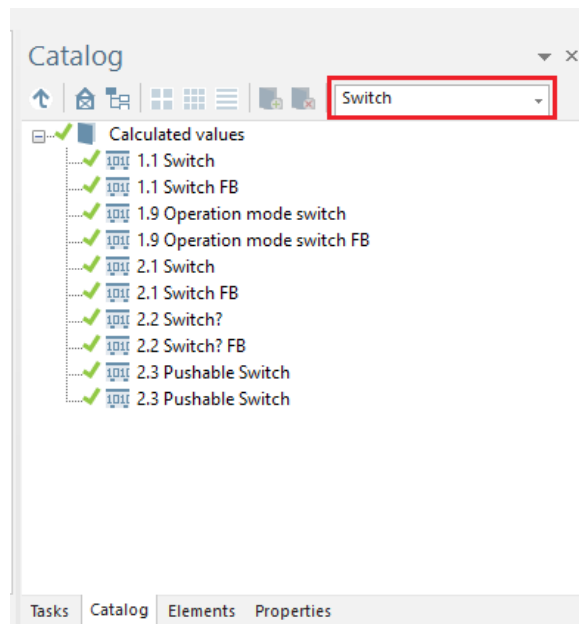 Catalog
Switch
Calculated values
1.1 Switch
1.1 Switch FB
1.9 Operation mode switch
1.9 Operation mode switch FB
2.1 Switch
2.1 Switch FB
2.2 Switch?
2.2 Switch? FB
2.3 Pushable Switch
2.3 Pushable Switch
Tasks Catalog Elements Properties